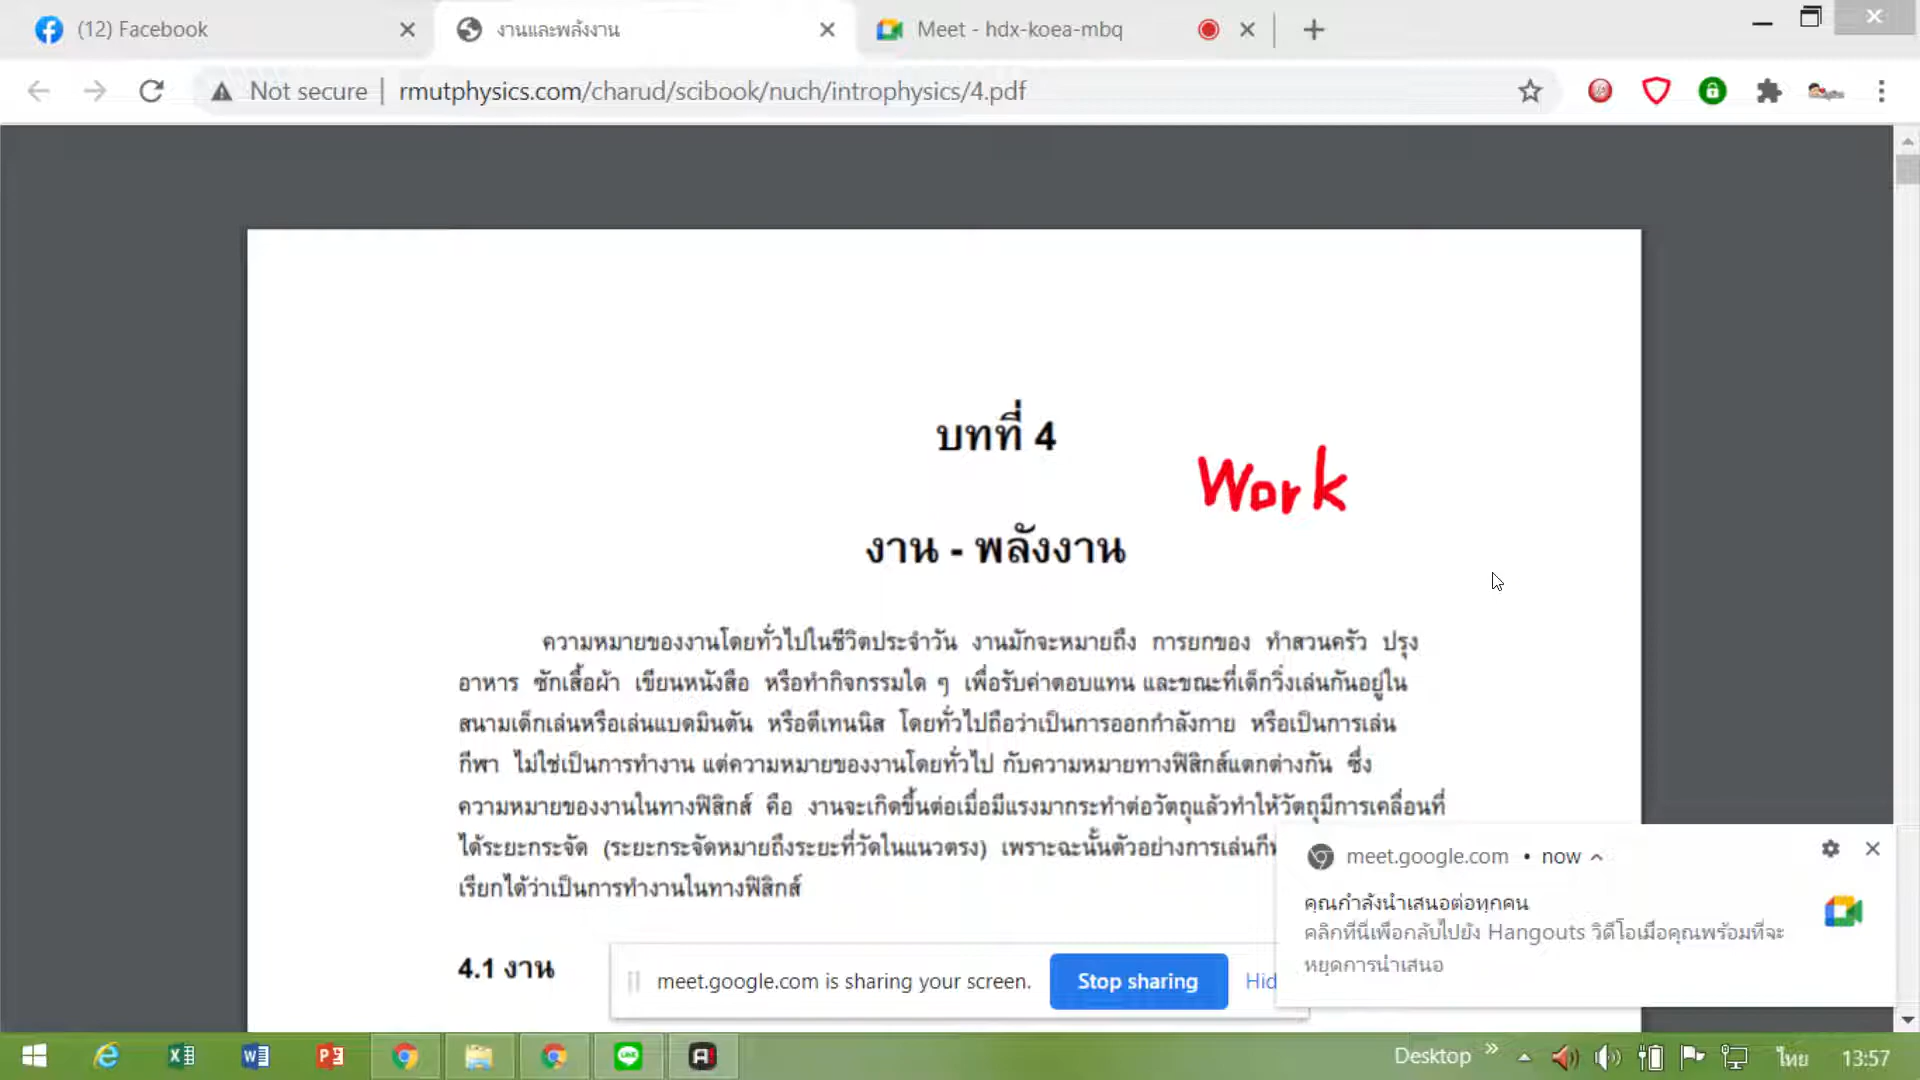 (12) Facebook
งานและพลังงาน
Meet - hdx-koea-mbq
Not secure
rmutphysics.com/charud/scibook/nuch/introphysics/4.pdf
บทที่ 4
Work
งาน - พลังงาน
ความหมายของงานโดยทั่วไปในชีวิตประจำวัน งานมักจะหมายถึง การยกของ ทำสวนครัว ปรุง
อาหาร ซักเสื้อผ้า เขียนหนังสือ หรือทำกิจกรรมใด ๆ เพื่อรับค่าตอบแทน และขณะที่เด็กวิ่งเล่นกันอยู่ใน
สนามเด็กเล่นหรือเล่นแบดมินตัน หรือตีเทนนิส โดยทั่วไปถือว่าเป็นการออกกำลังกาย หรือเป็นการเล่น
กีฬา ไม่ใช่เป็นการทำงาน แต่ความหมายของงานโดยทั่วไป กับความหมายทางฟิสิกส์แตกต่างกัน ซึ่ง
ความหมายของงานในทางฟิสิกส์ คือ งานจะเกิดขึ้นต่อเมื่อมีแรงมากระทำต่อวัตถุแล้วทำให้วัตถุมีการเคลื่อนที่
ได้ระยะกระจัด (ระยะกระจัดหมายถึงระยะที่วัดในแนวตรง) เพราะฉะนั้นตัวอย่างการเล่นกี
เรียกได้ว่าเป็นการทำงานในทางฟิสิกส์
4.1 งาน
meet.google.com is sharing your screen.
Stop sharing
Hid
meet.google.com • now
คุณกำลังนำเสนอต่อทุกคน
คลิกที่นี่เพื่อกลับไปยัง Hangouts วิดีโอเมื่อคุณพร้อมที่จะ
หยุดการนำเสนอ
Desktop
ไทย
13:57